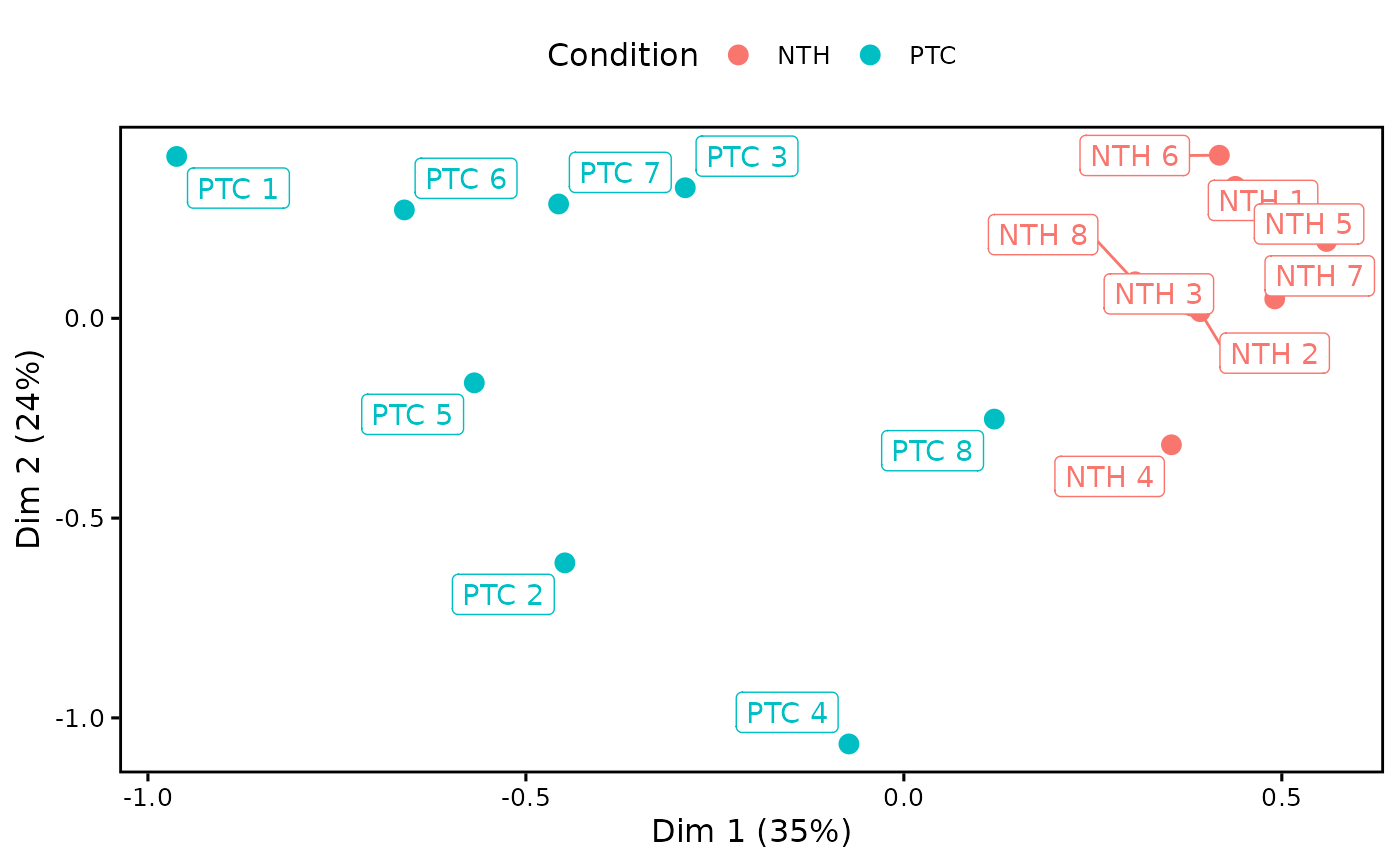 Condition NTH PTC
PTC 1
PTC 6
PTC 7
PTC 3
NTH 6
NTH 1
NTH 5
NTH 8
NTH 7
NTH 3
NTH 2
PTC 5
PTC 8
NTH 4
PTC 2
PTC 4
0.0
-0.5
-1.0
Dim 2 (24%)
-1.0 -0.5 0.0 0.5
Dim 1 (35%)